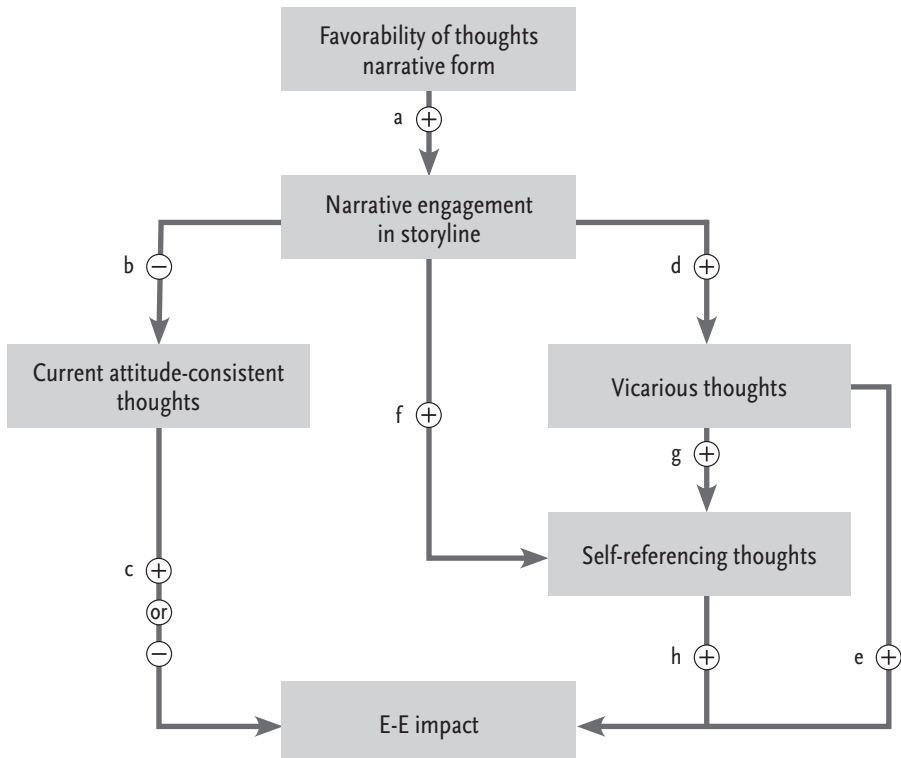 Favorability of thoughts
narrative form
a
+
Narrative engagement
in storyline
b
−
d
+
Current attitude-consistent
thoughts
Vicarious thoughts
f
+
g
+
Self-referencing thoughts
c
+
or
−
h
+
e
+
E-E impact